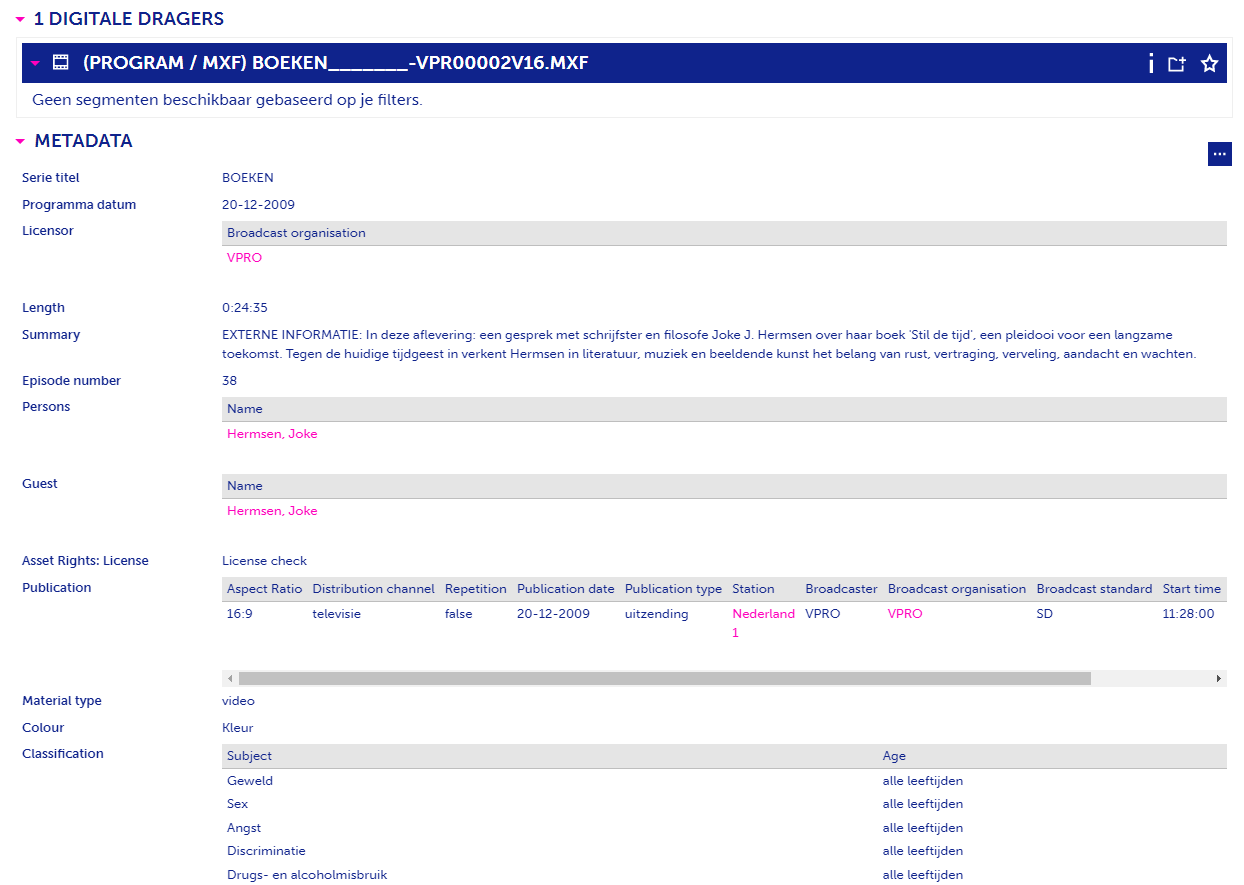 1 DIGITALE DRAGERS
(PROGRAM / MXF) BOEKEN_______-VPR00002V16.MXF
Geen segmenten beschikbaar gebaseerd op je filters.
METADATA
Serie titel BOEKEN
Programma datum 20-12-2009
Licensor Broadcast organisation
VPRO
Length 0:24:35
Summary EXTERNE INFORMATIE: In deze aflevering: een gesprek met schrijfster en filosofe Joke J. Hermsen over haar boek 'Stil de tijd', een pleidooi voor een langzame
toekomst. Tegen de huidige tijdgeest in verkent Hermsen in literatuur, muziek en beeldende kunst het belang van rust, vertraging, verveling, aandacht en wachten.
Episode number 38
Persons Name
Hermsen, Joke
Guest Name
Hermsen, Joke
Asset Rights: License License check
Publication Aspect Ratio Distribution channel Repetition Publication date Publication type Station Broadcaster Broadcast organisation Broadcast standard Start time
16:9 televisie false 20-12-2009 uitzending Nederland VPRO VPRO SD 11:28:00
1
Material type video
Colour Kleur
Classification Subject Age
Geweld alle leeftijden
Sex alle leeftijden
Angst alle leeftijden
Discriminatie alle leeftijden
Drugs- en alcoholmisbruik alle leeftijden